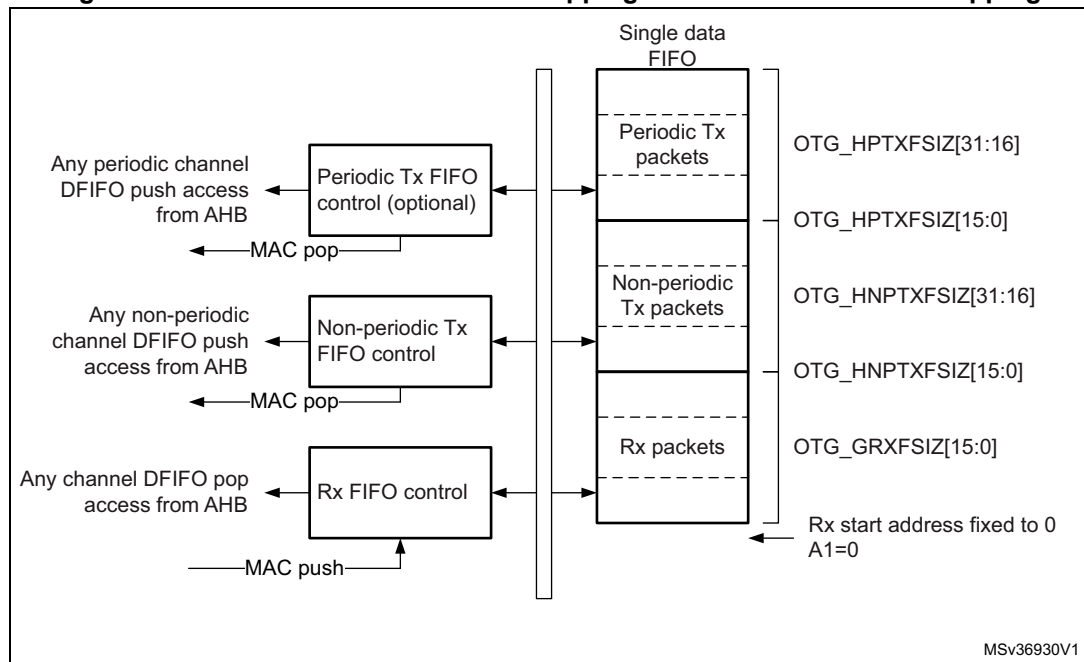 Single data
FIFO
Periodic Tx
packets
OTG_HPTXFSIZ[31:16]
Any periodic channel
DFIFO push access
from AHB
Periodic Tx FIFO
control (optional)
MAC pop
OTG_HPTXFSIZ[15:0]
Non-periodic
Tx packets
OTG_HNPTXFSIZ[31:16]
Any non-periodic
channel DFIFO push
access from AHB
Non-periodic Tx
FIFO control
MAC pop
OTG_HNPTXFSIZ[15:0]
Rx packets
OTG_GRXFSIZ[15:0]
Any channel DFIFO pop
access from AHB
Rx FIFO control
Rx start address fixed to 0
A1=0
MAC push
MSv36930V1